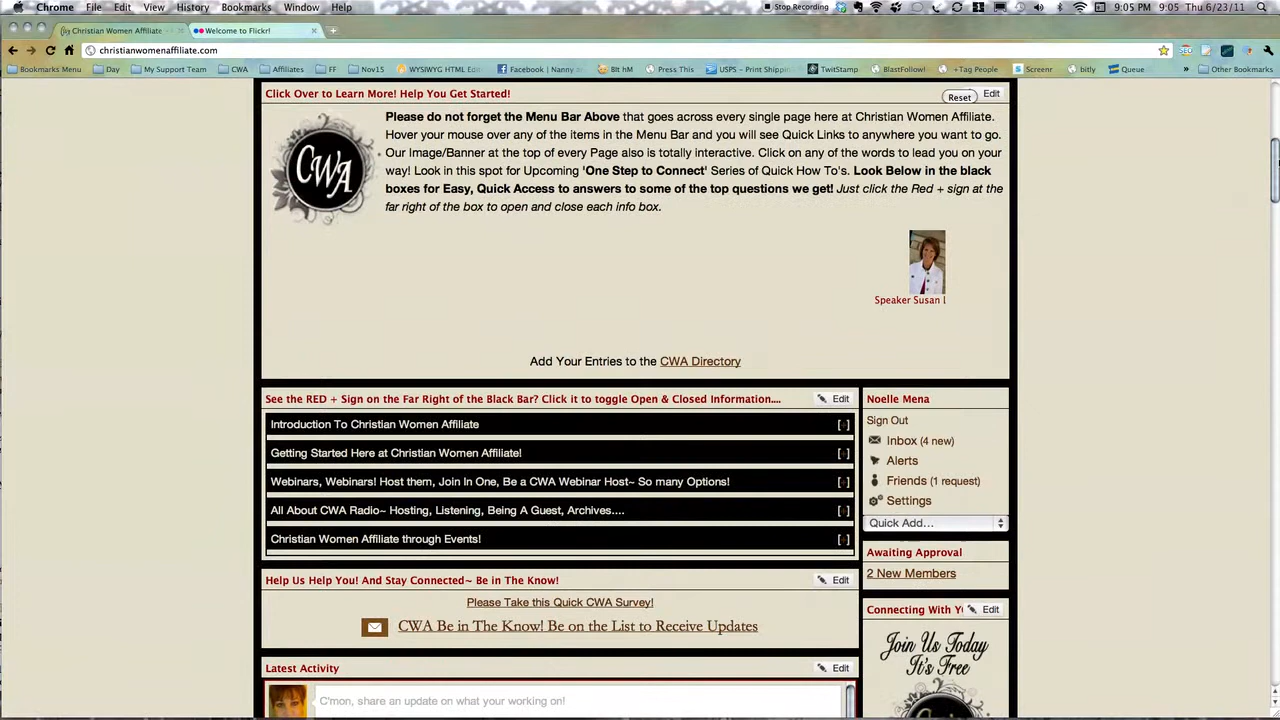 Chrome File Edit View History Bookmarks Window Help Stop Recording 9:05 PM 9:05 Thu 6/23/11
Christian Women Affiliate - Welcome to Flickr!
christianwomenaffiliate.com
Bookmarks Menu Day My Support Team CWA Affiliates FF Nov15 WYSIWYG HTML Edi Facebook | Nanny Bit hM Press This USPS - Print Shippin TwitStamp BlastFollow! +Tag People Screenr bitly Queue » Other Bookmarks
Click Over to Learn More! Help You Get Started! Reset Edit
Please do not forget the Menu Bar Above that goes across every single page here at Christian Women Affiliate.
Hover your mouse over any of the items in the Menu Bar and you will see Quick Links to anywhere you want to go.
Our Image/Banner at the top of every Page also is totally interactive. Click on any of the words to lead you on your
way! Look in this spot for Upcoming 'One Step to Connect' Series of Quick How To's. Look Below in the black
boxes for Easy, Quick Access to answers to some of the top questions we get! Just click the Red + sign at the
far right of the box to open and close each info box.
CWA
Speaker Susan
Add Your Entries to the CWA Directory
See the RED + Sign on the Far Right of the Black Bar? Click it to toggle Open & Closed Information.... Edit
Introduction To Christian Women Affiliate [+]
Getting Started Here at Christian Women Affiliate! [+]
Webinars, Webinars! Host them, Join In One, Be a CWA Webinar Host~ So many Options! [+]
All About CWA Radio~ Hosting, Listening, Being A Guest, Archives.... [+]
Christian Women Affiliate through Events! [+]
Help Us Help You! And Stay Connected~ Be in The Know! Edit
Please Take this Quick CWA Survey!
CWA Be in The Know! Be on the List to Receive Updates
Latest Activity Edit
C'mon, share an update on what your working on!
Noelle Mena
Sign Out
Inbox (4 new)
Alerts
Friends (1 request)
Settings
Quick Add...
Awaiting Approval
2 New Members
Connecting With Edit
Join Us Today
It's Free